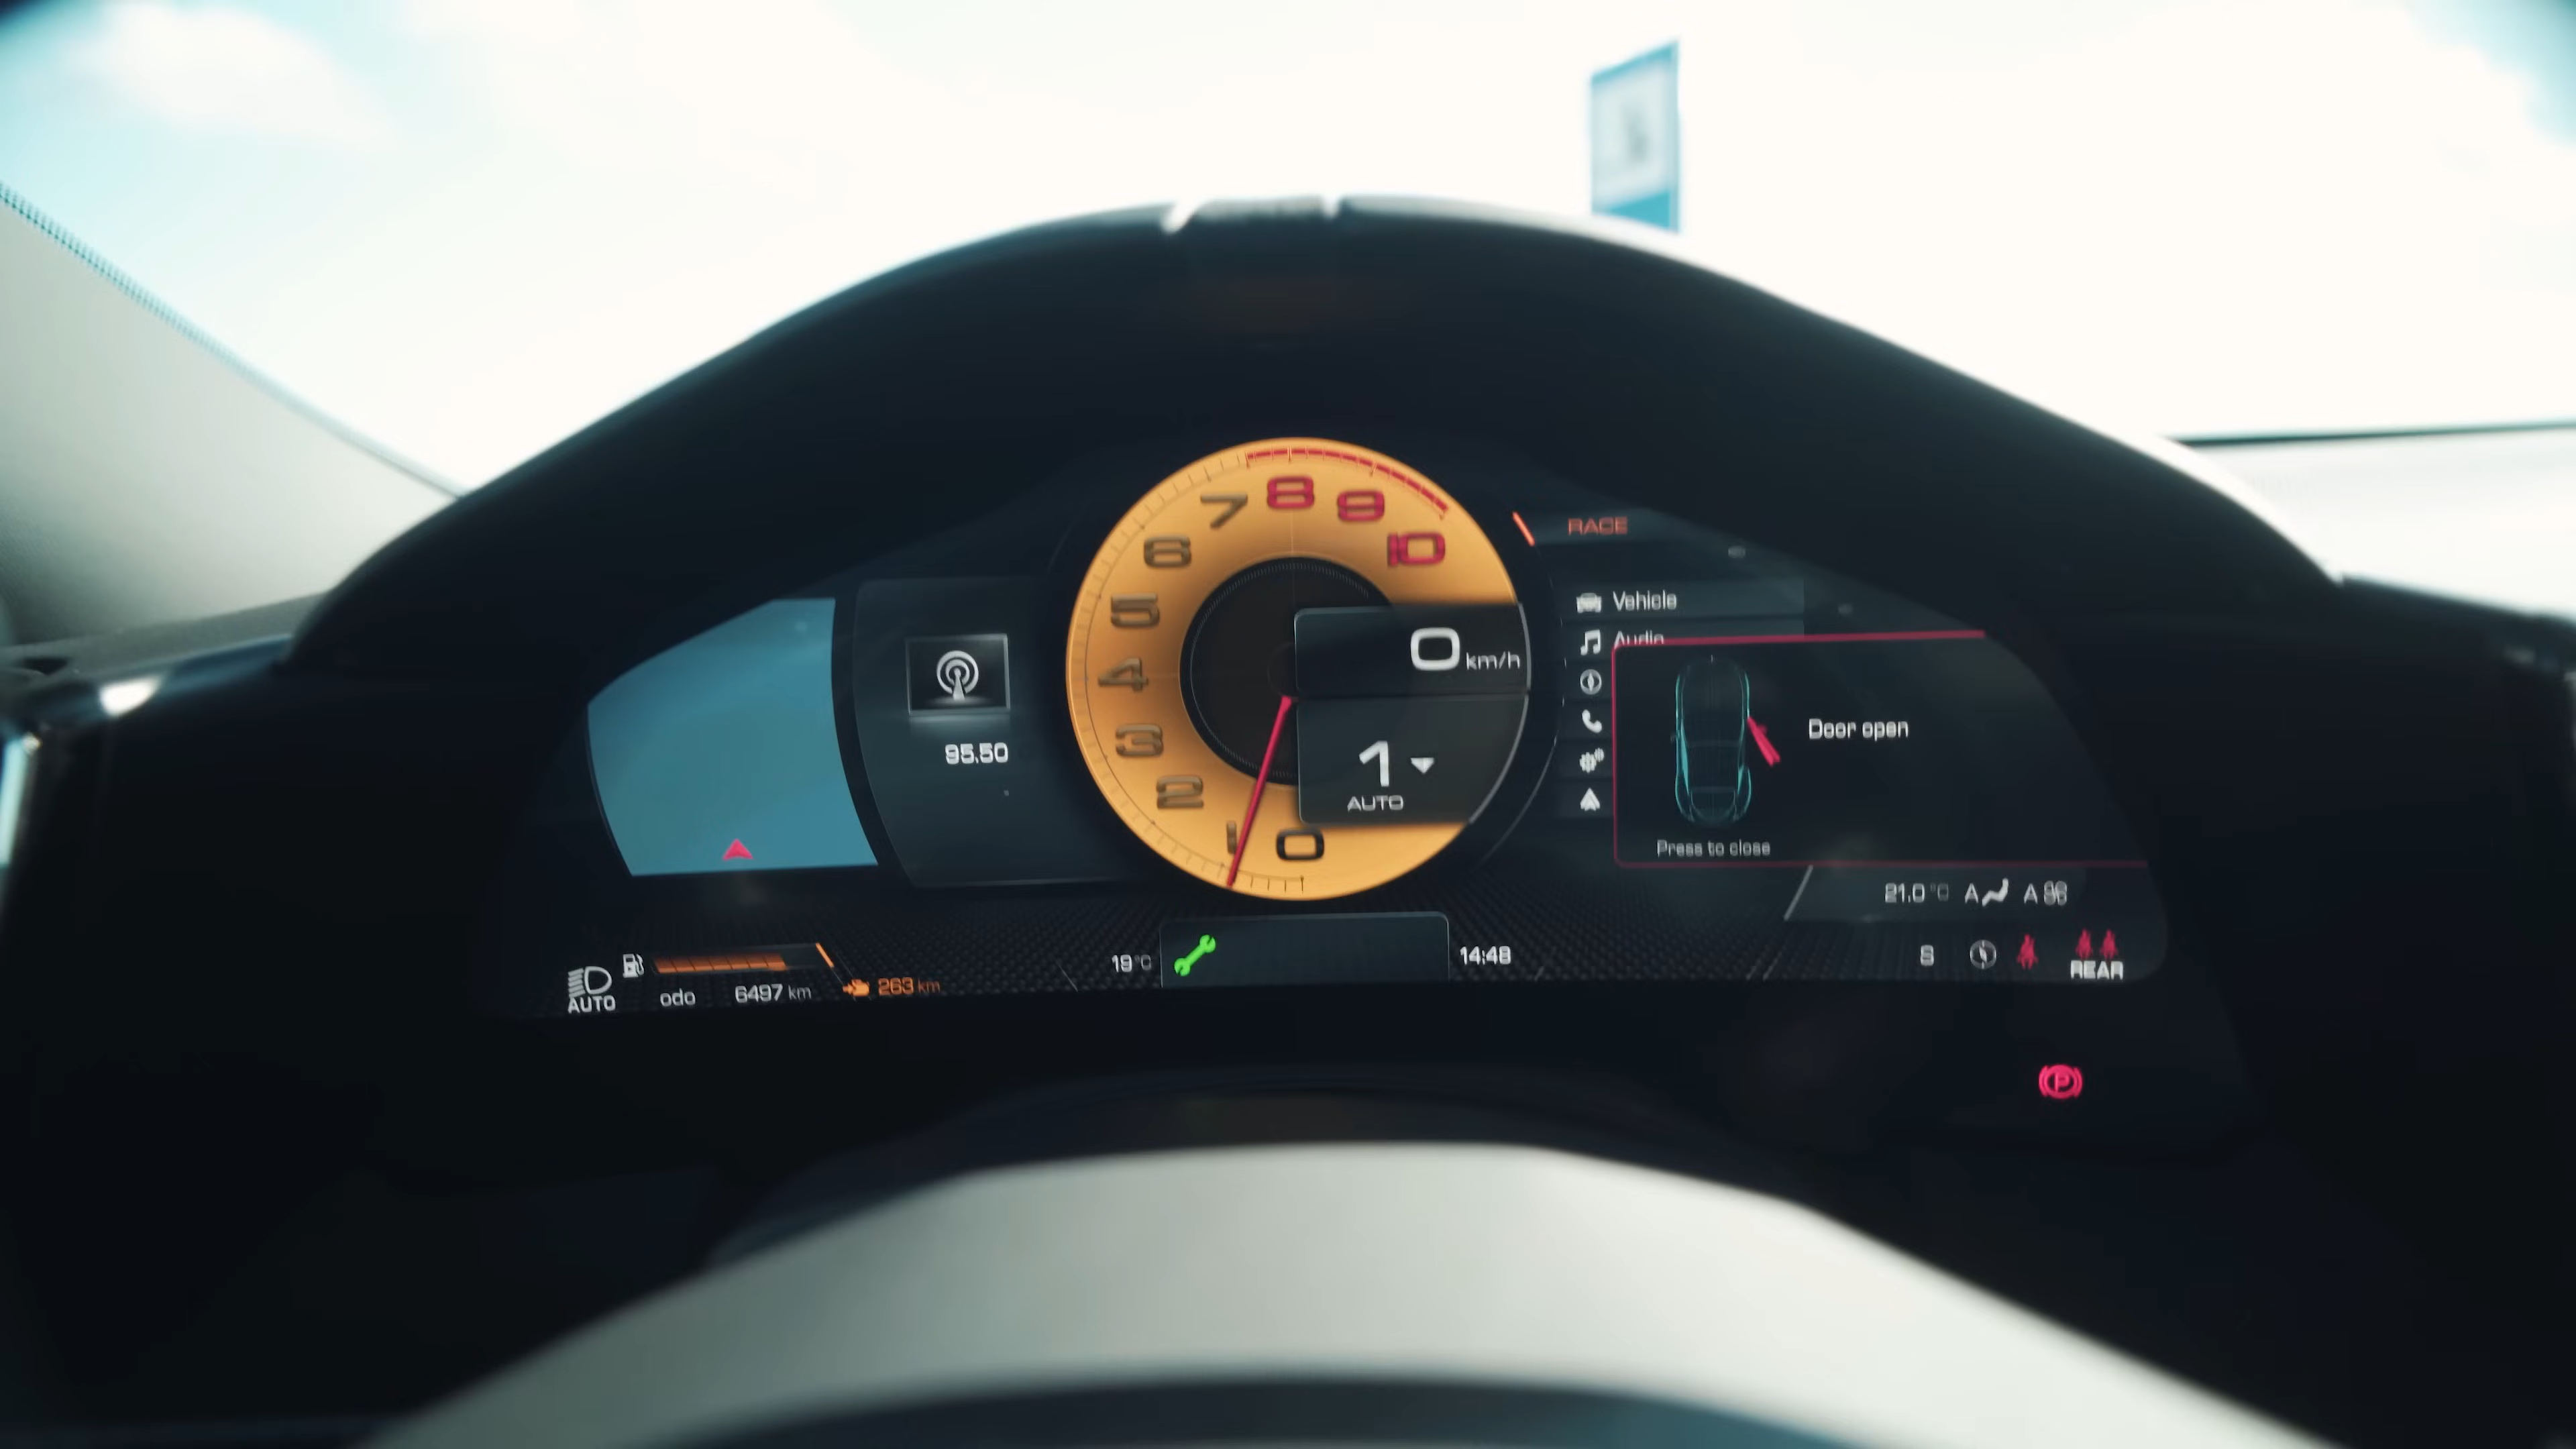 7 8 9 10
6
5
4
3
2
1 0
RACE
Vehicle
Audio
0 km/h
1
AUTO
95.50
Door open
Press to close
21.0 °C A A
AUTO
odo 6497 km
263 km
19 °C
14:48
S
REAR
P